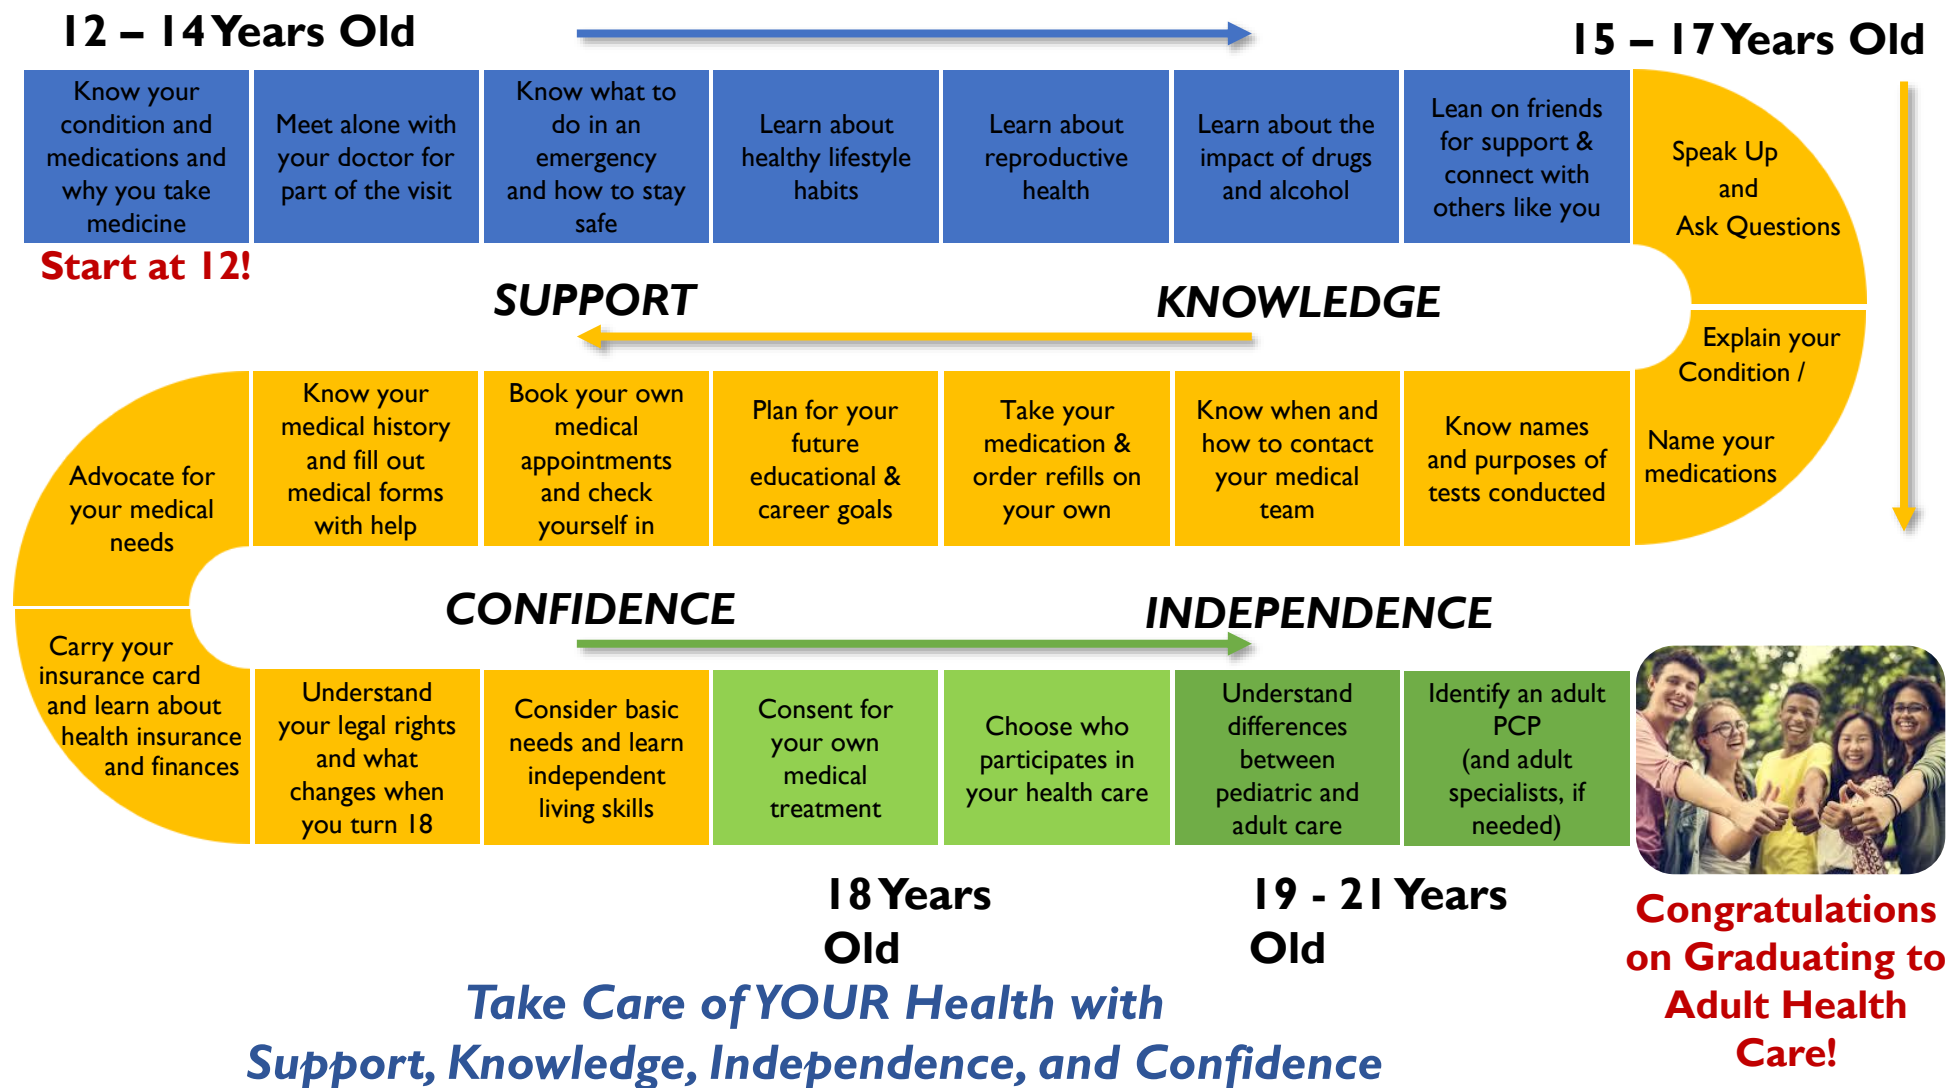 12 – 14 Years Old
15 – 17 Years Old
Know your
condition and
medications and
why you take
medicine
Meet alone with
your doctor for
part of the visit
Know what to
do in an
emergency
and how to stay
safe
Learn about
healthy lifestyle
habits
Learn about
reproductive
health
Learn about the
impact of drugs
and alcohol
Lean on friends
for support &
connect with
others like you
Speak Up
and
Ask Questions
Start at 12!
SUPPORT
KNOWLEDGE
Explain your
Condition /
Name your
medications
Know names
and purposes of
tests conducted
Know when and
how to contact
your medical
team
Take your
medication &
order refills on
your own
Plan for your
future
educational &
career goals
Book your own
medical
appointments
and check
yourself in
Know your
medical history
and fill out
medical forms
with help
Advocate for
your medical
needs
CONFIDENCE
INDEPENDENCE
Carry your
insurance card
and learn about
health insurance
and finances
Understand
your legal rights
and what
changes when
you turn 18
Consider basic
needs and learn
independent
living skills
Consent for
your own
medical
treatment
Choose who
participates in
your health care
Understand
differences
between
pediatric and
adult care
Identify an adult
PCP
(and adult
specialists, if
needed)
18 Years
Old
19 - 21 Years
Old
Congratulations
on Graduating to
Adult Health
Care!
Take Care of YOUR Health with
Support, Knowledge, Independence, and Confidence